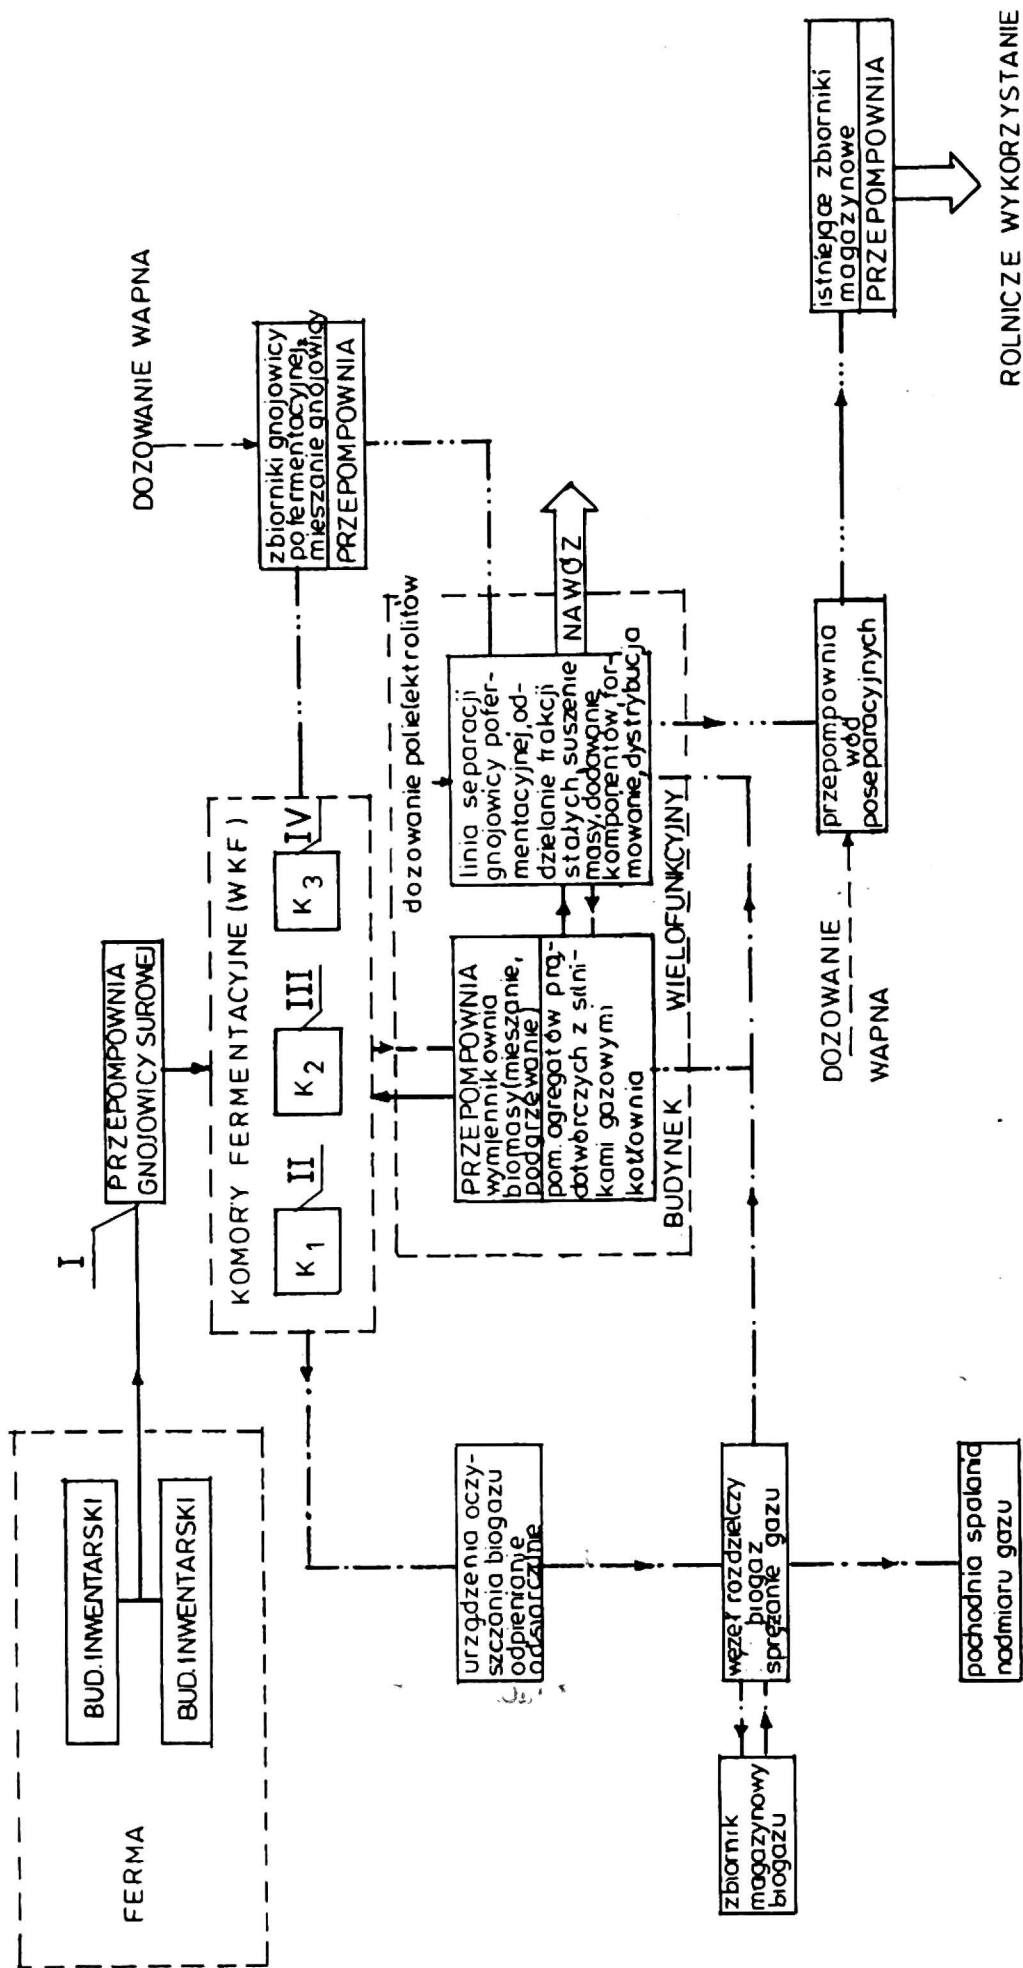 FERMA
BUD. INWENTARSKI
BUD. INWENTARSKI
I
PRZEPOMPOWNIA
GNOJOWICY SUROWEJ
KOMORY FERMENTACYJNE (WKF)
K1
II
K2
III
K3
IV
DOZOWANIE WAPNA
zbiorniki gnojowicy
pofermentacyjnej,
mieszanie gnojowicy
PRZEPOMPOWNIA
dozowanie polielektrolitów
PRZEPOMPOWNIA
wymiennikownia
biomasy (mieszanie,
podgrzewanie)
pom. agregatów prą-
dotwórczych z silni-
kami gazowymi
kotłownia
linia separacji
gnojowicy pofer-
mentacyjnej, od-
dzielanie frakcji
stałych, suszenie
masy, dodawanie
komponentów, for-
mowanie, dystrybucja
NAWÓZ
BUDYNEK WIELOFUNKCYJNY
urządzenia oczy-
szczania biogazu
odpienianie
odsiarczanie
węzeł rozdzielczy
biogaz
sprężanie gazu
zbiornik
magazynowy
biogazu
pochodnia spalania
nadmiaru gazu
DOZOWANIE
WAPNA
przepompownia
wód
poseparacyjnych
istniejące zbiorniki
magazynowe
PRZEPOMPOWNIA
ROLNICZE WYKORZYSTANIE